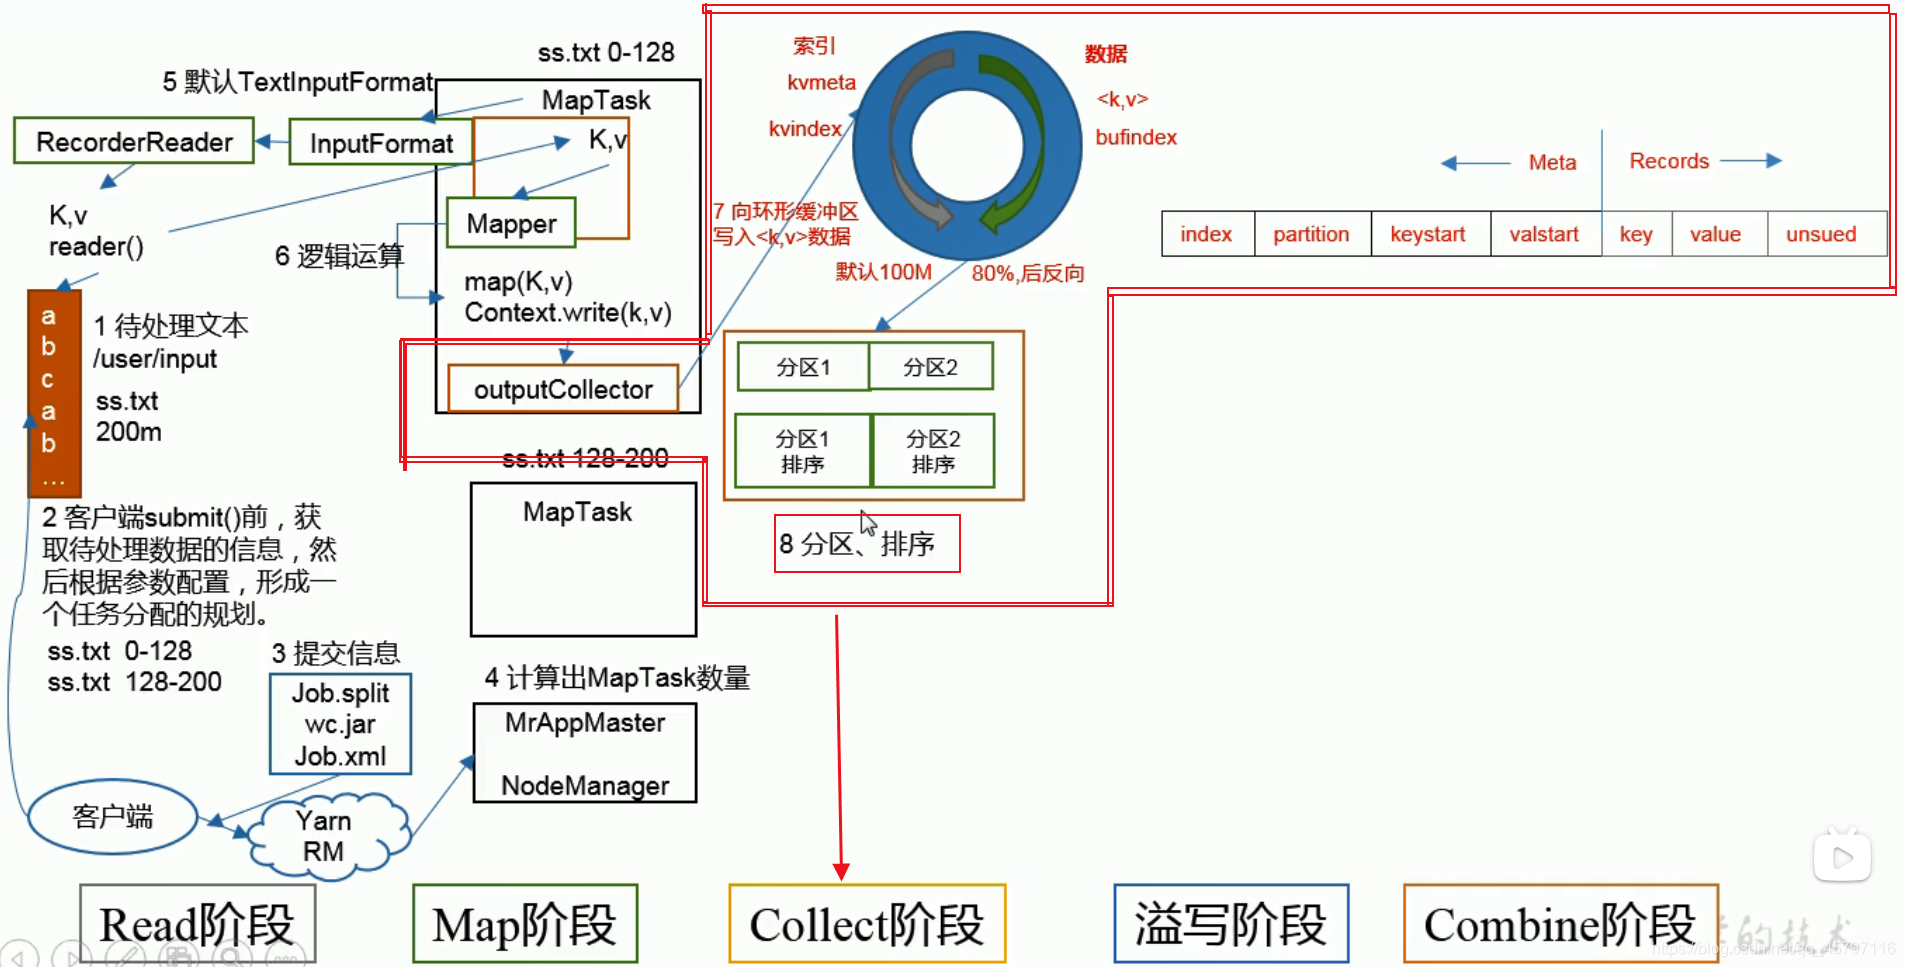 ss.txt 0-128
5 默认TextInputFormat
MapTask
RecorderReader
InputFormat
K,v
Mapper
K,v
reader()
6 逻辑运算
map(K,v)
Context.write(k,v)
outputCollector
a
b
c
a
b
...
1 待处理文本
/user/input
ss.txt
200m
2 客户端submit()前，获
取待处理数据的信息，然
后根据参数配置，形成一
个任务分配的规划。
ss.txt 0-128
ss.txt 128-200
3 提交信息
Job.split
wc.jar
Job.xml
客户端
Yarn
RM
ss.txt 128-200
MapTask
4 计算出MapTask数量
MrAppMaster
NodeManager
索引
kvmeta
kvindex
数据
<k,v>
bufindex
7 向环形缓冲区
写入<k,v>数据
默认100M
80%,后反向
Meta
Records
index
partition
keystart
valstart
key
value
unsued
分区1
分区2
分区1
排序
分区2
排序
8 分区、排序
Read阶段
Map阶段
Collect阶段
溢写阶段
Combine阶段
的技术
https://blog.csdn.net/qq_45797116